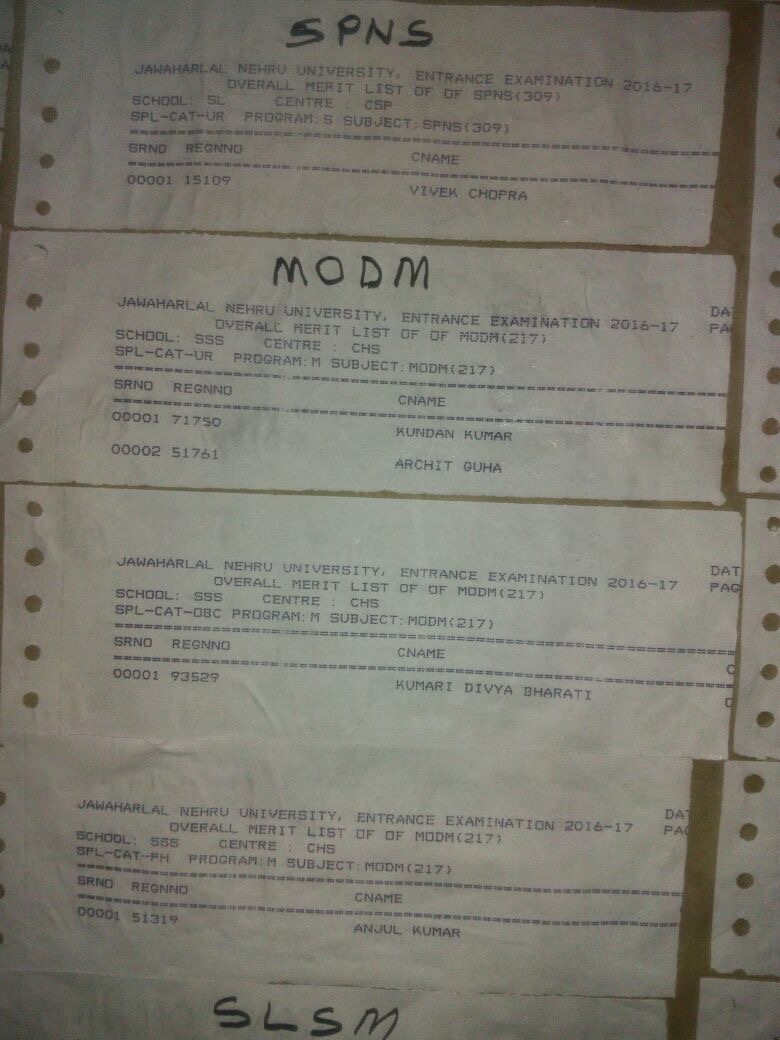 SPNS
JAWAHARLAL NEHRU UNIVERSITY, ENTRANCE EXAMINATION 2016-17
OVERALL MERIT LIST OF OF SPNS(309)
SCHOOL: SL CENTRE : CSP
SPL-CAT-UR PROGRAM:S SUBJECT:SPNS(309)
SRNO REGNNO CNAME
00001 15109 VIVEK CHOPRA
MODM
JAWAHARLAL NEHRU UNIVERSITY, ENTRANCE EXAMINATION 2016-17 DAT
OVERALL MERIT LIST OF OF MODM(217) PAG
SCHOOL: SSS CENTRE : CHS
SPL-CAT-UR PROGRAM:M SUBJECT:MODM(217)
SRNO REGNNO CNAME
00001 71750 KUNDAN KUMAR
00002 51761 ARCHIT GUHA
JAWAHARLAL NEHRU UNIVERSITY, ENTRANCE EXAMINATION 2016-17 DAT
OVERALL MERIT LIST OF OF MODM(217) PAG
SCHOOL: SSS CENTRE : CHS
SPL-CAT-OBC PROGRAM:M SUBJECT:MODM(217)
SRNO REGNNO CNAME
00001 93529 KUMARI DIVYA BHARATI
JAWAHARLAL NEHRU UNIVERSITY, ENTRANCE EXAMINATION 2016-17 DAT
OVERALL MERIT LIST OF OF MODM(217) PAG
SCHOOL: SSS CENTRE : CHS
SPL-CAT-PH PROGRAM:M SUBJECT:MODM(217)
SRNO REGNNO CNAME
00001 51319 ANJUL KUMAR
SLSM